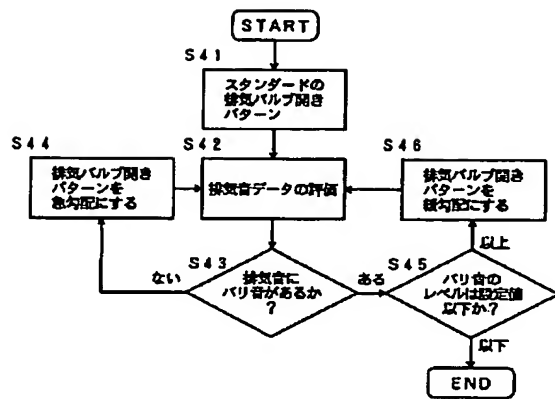 START
S41
スタンダードの
排気バルブ開き
パターン
S44
S42
S46
排気バルブ開き
パターンを
急勾配にする
排気音データの評価
排気バルブ開き
パターンを
緩勾配にする
S43
S45
以上
ない
排気音に
バリ音があるか
?
ある
バリ音の
レベルは設定値
以下か?
以下
END